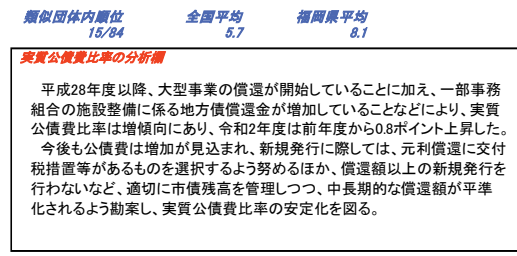 類似団体内順位 全国平均 福岡県平均
15/84 5.7 8.1
実質公債費比率の分析欄
平成28年度以降、大型事業の償還が開始していることに加え、一部事務
組合の施設整備に係る地方債償還金が増加していることなどにより、実質
公債費比率は増傾向にあり、令和2年度は前年度から0.8ポイント上昇した。
今後も公債費は増加が見込まれ、新規発行に際しては、元利償還に交付
税措置等があるものを選択するよう努めるほか、償還額以上の新規発行を
行わないなど、適切に市債残高を管理しつつ、中長期的な償還額が平準
化されるよう勘案し、実質公債費比率の安定化を図る。